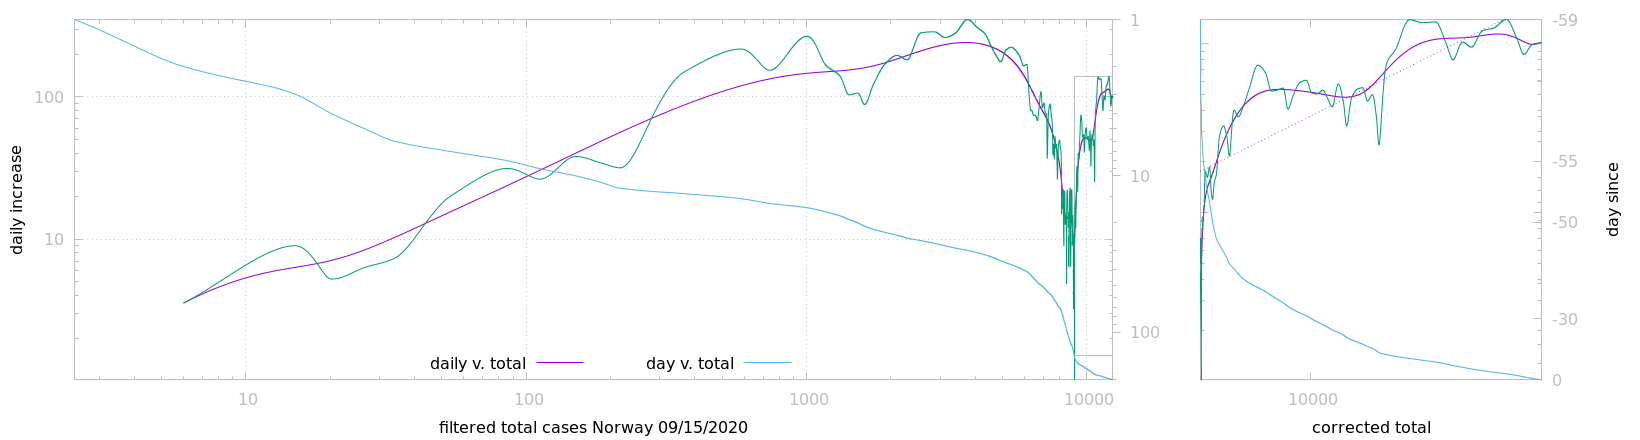 1
-59
100
-55
10
-50
10
-30
100
0
daily increase
day since
daily v. total
day v. total
10
100
1000
10000
10000
filtered total cases Norway 09/15/2020
corrected total